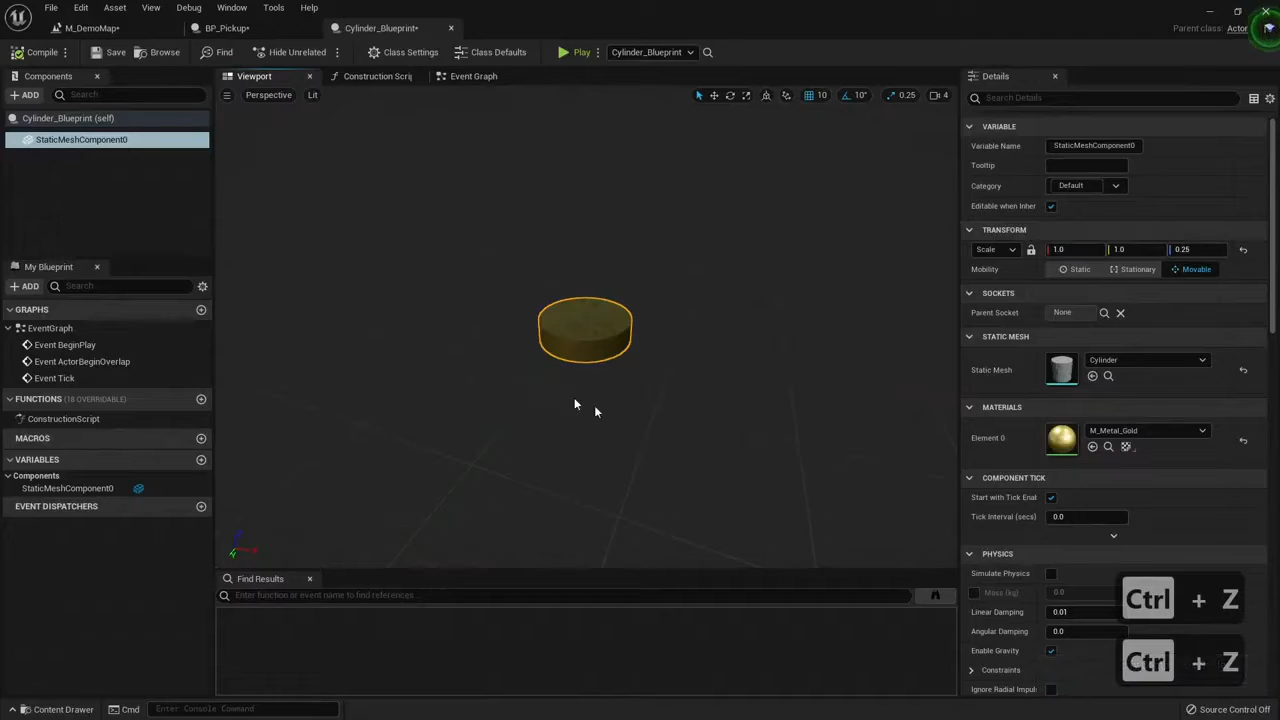 File Edit Asset View Debug Window Tools Help
M_DemoMap* BP_Pickup* Cylinder_Blueprint*
Parent class: Actor
Compile Save Browse Find Hide Unrelated Class Settings Class Defaults Play Cylinder_Blueprint
Components
ADD Search
Cylinder_Blueprint (self)
StaticMeshComponent0
My Blueprint
ADD Search
GRAPHS
EventGraph
Event BeginPlay
Event ActorBeginOverlap
Event Tick
FUNCTIONS (18 OVERRIDABLE)
ConstructionScript
MACROS
VARIABLES
Components
StaticMeshComponent0
EVENT DISPATCHERS
Viewport Construction Scrip Event Graph
Perspective Lit
10 10° 0.25 4
Find Results
Enter function or event name to find references...
Details
Search Details
VARIABLE
Variable Name StaticMeshComponent0
Tooltip
Category Default
Editable when Inher
TRANSFORM
Scale 1.0 1.0 0.25
Mobility Static Stationary Movable
SOCKETS
Parent Socket None
STATIC MESH
Static Mesh Cylinder
MATERIALS
Element 0 M_Metal_Gold
COMPONENT TICK
Start with Tick Enal
Tick Interval (secs) 0.0
PHYSICS
Simulate Physics
Mass (kg) 0.0
Linear Damping 0.01
Angular Damping 0.0
Enable Gravity
Constraints
Ignore Radial Impul
Ctrl + Z
Ctrl + Z
Content Drawer Cmd Enter Console Command
Source Control Off